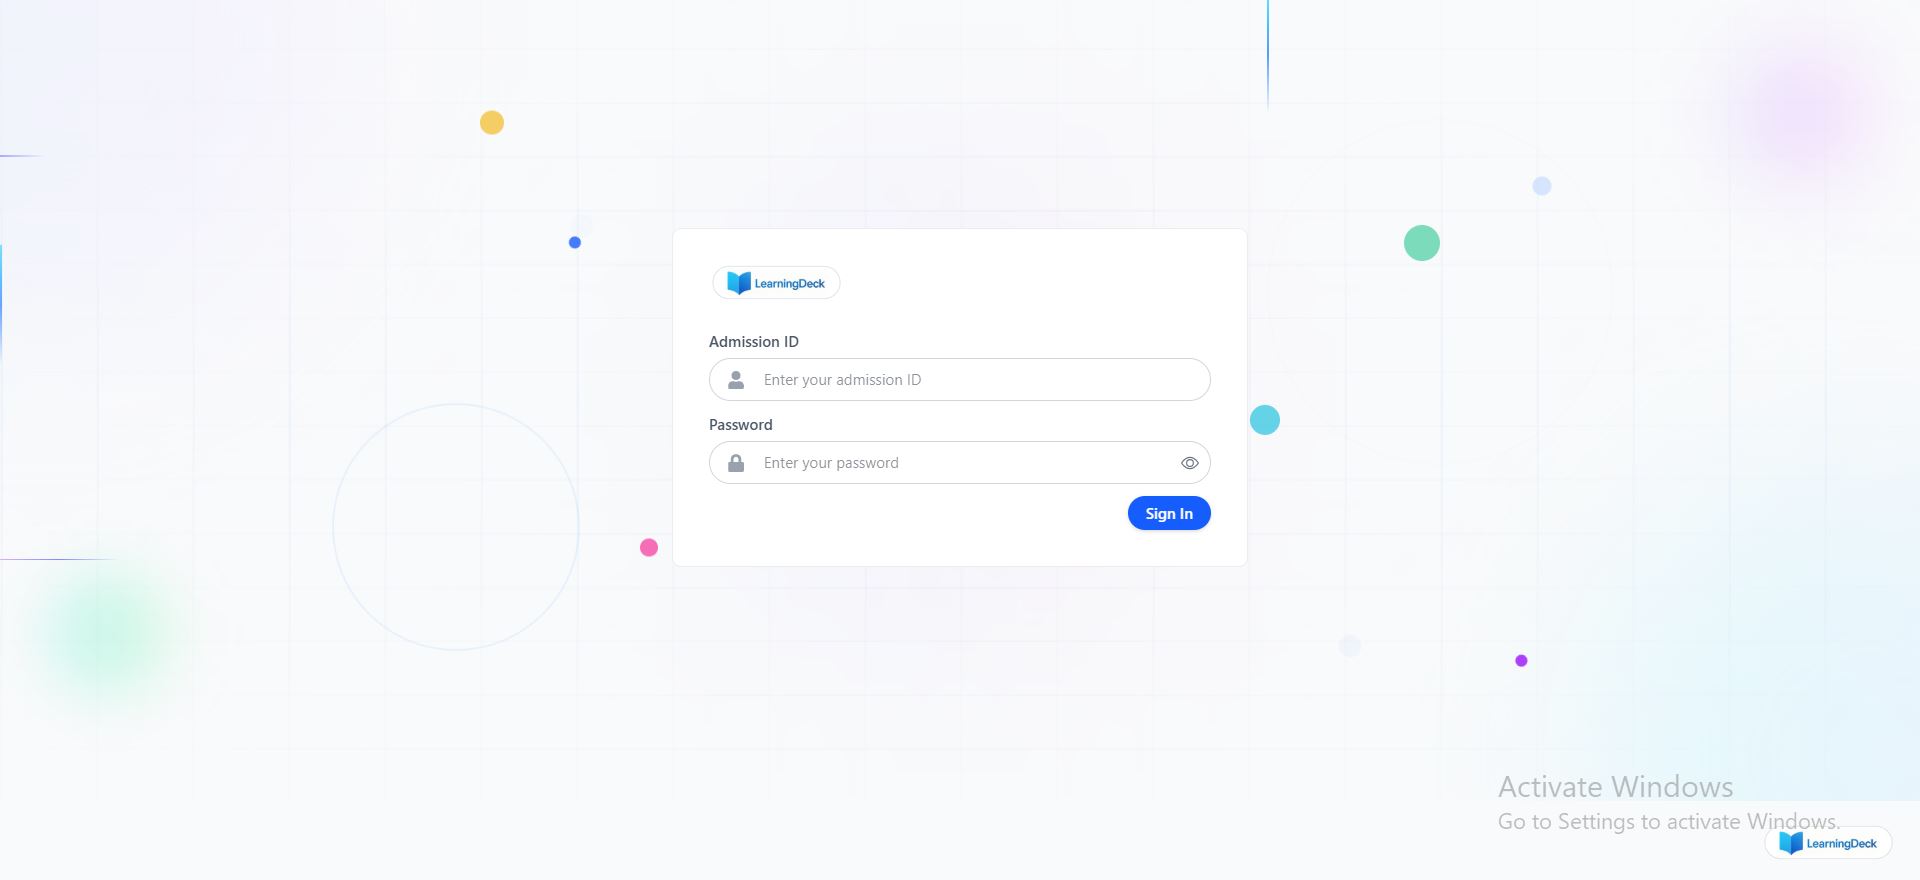 LearningDeck
Admission ID
Enter your admission ID
Password
Enter your password
Sign In
Activate Windows
Go to Settings to activate Windows.
LearningDeck